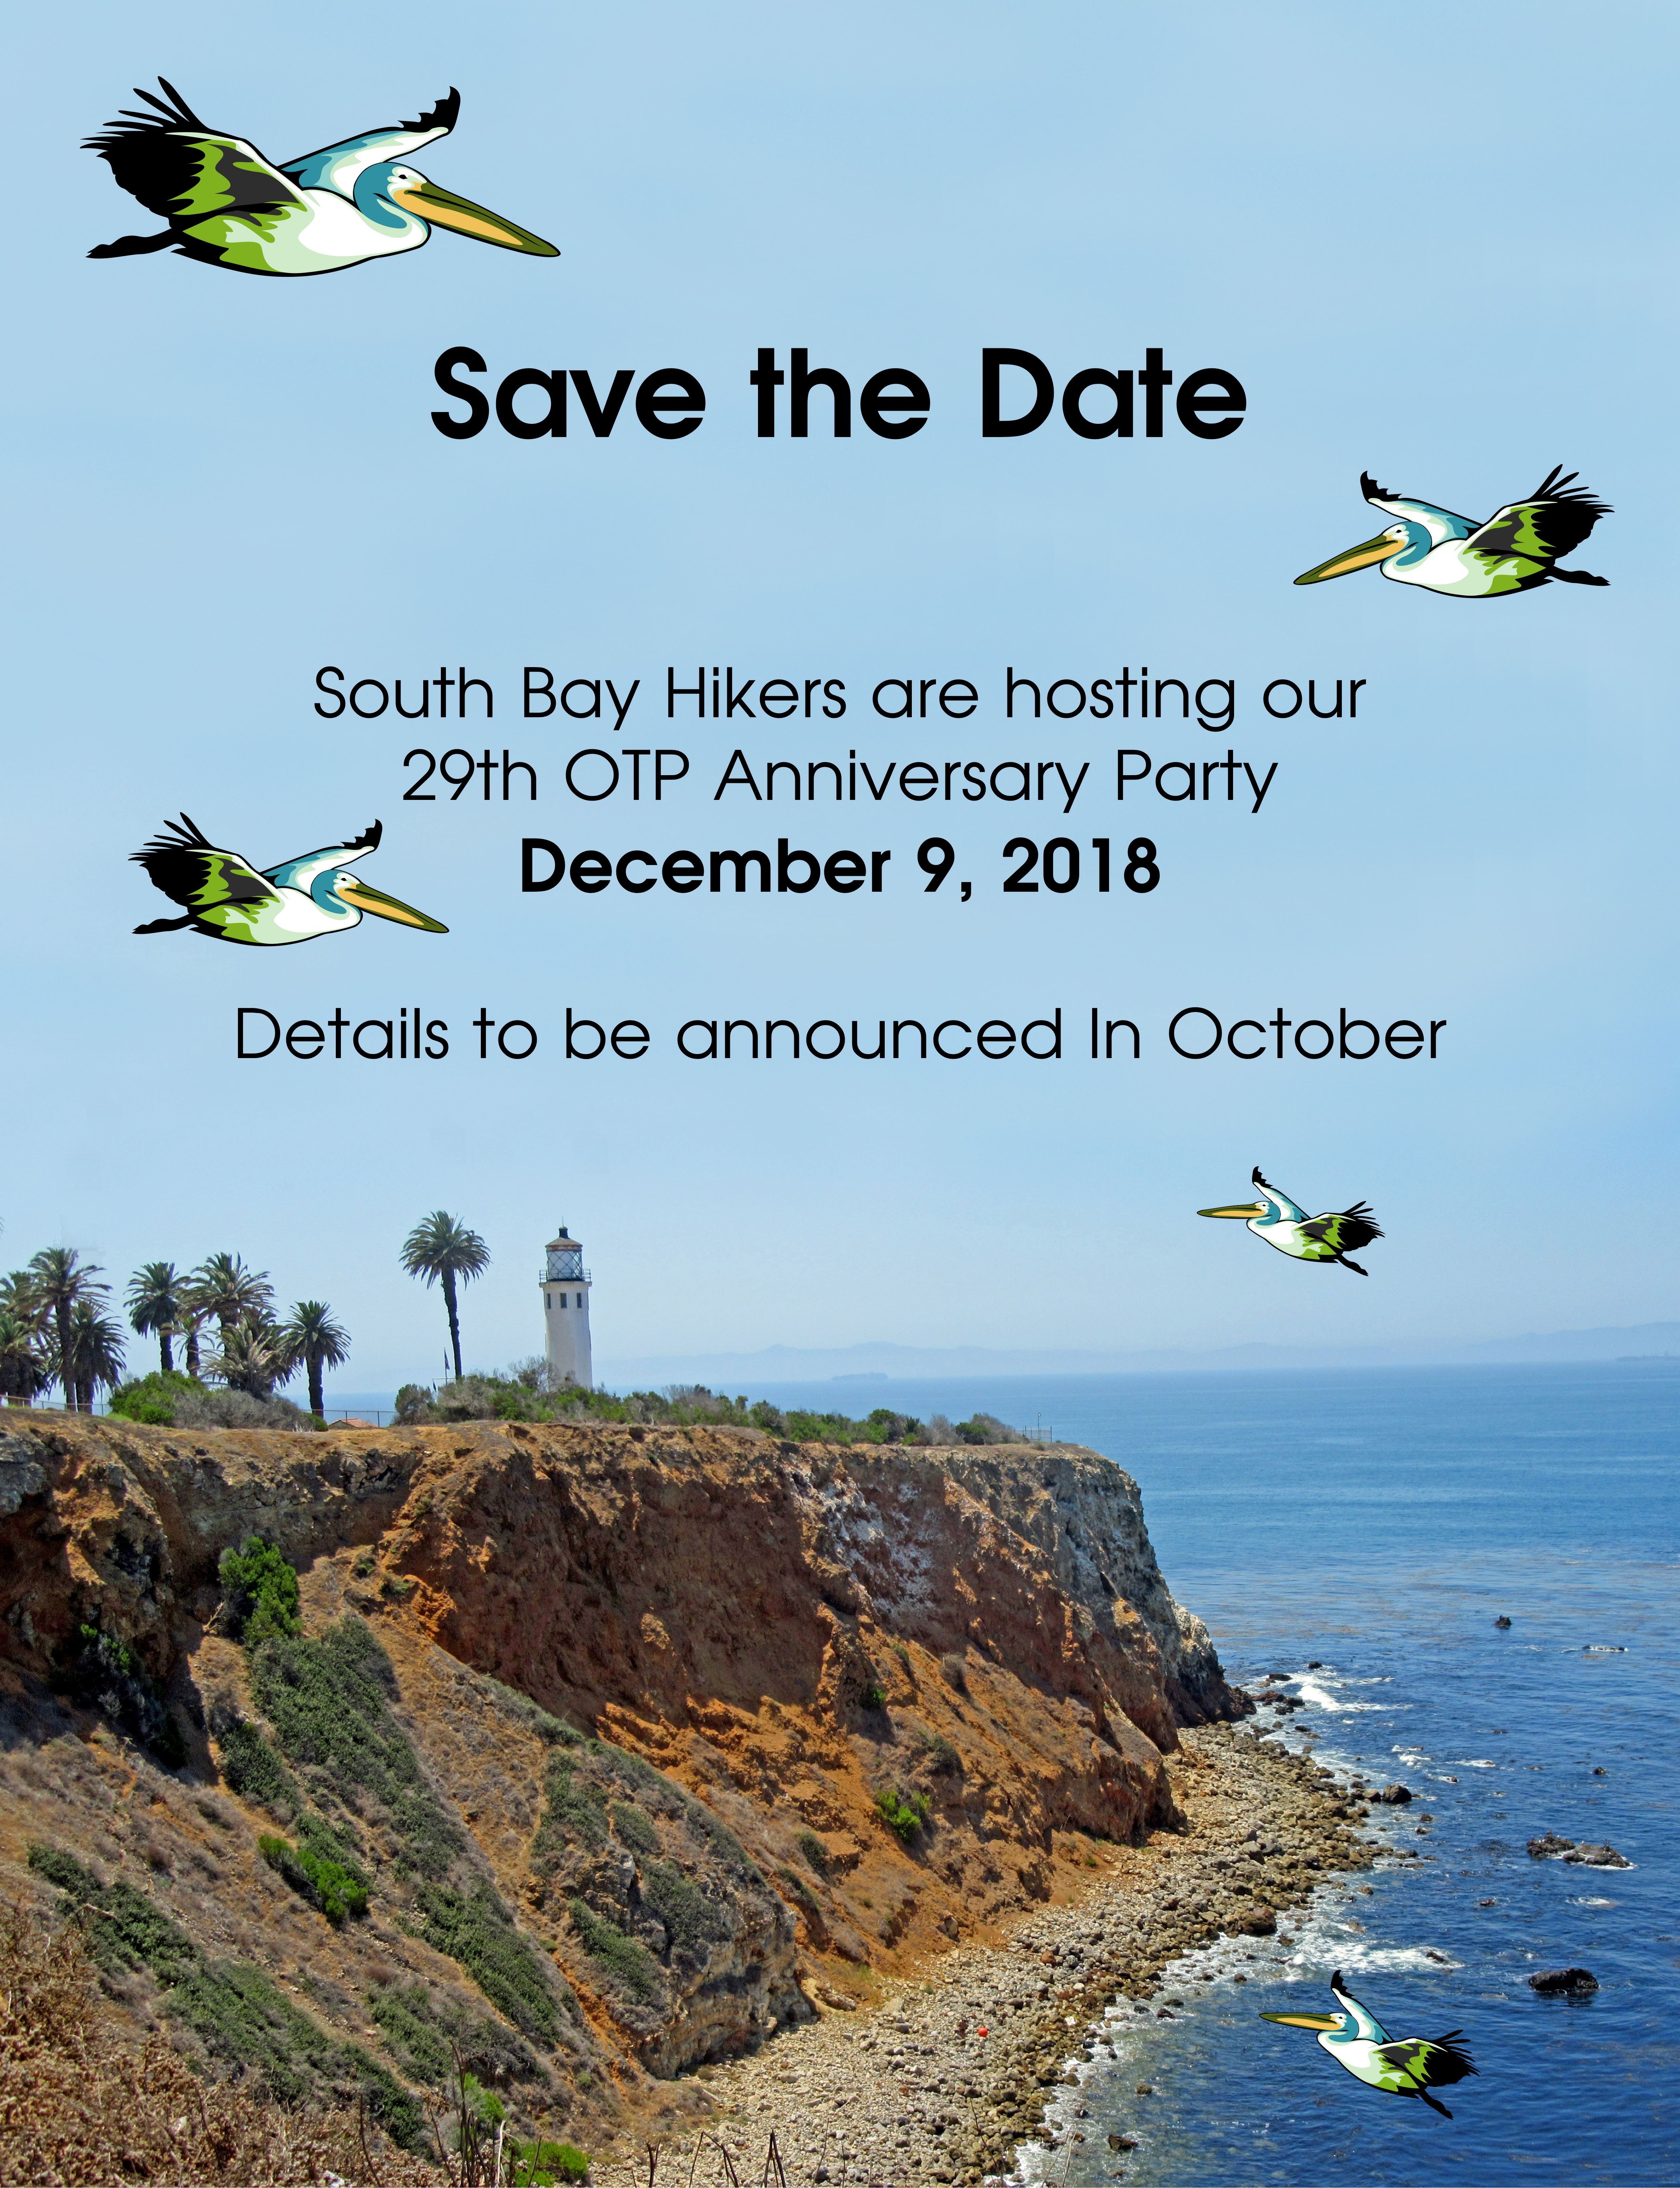 Save the Date
South Bay Hikers are hosting our
29th OTP Anniversary Party
December 9, 2018
Details to be announced In October